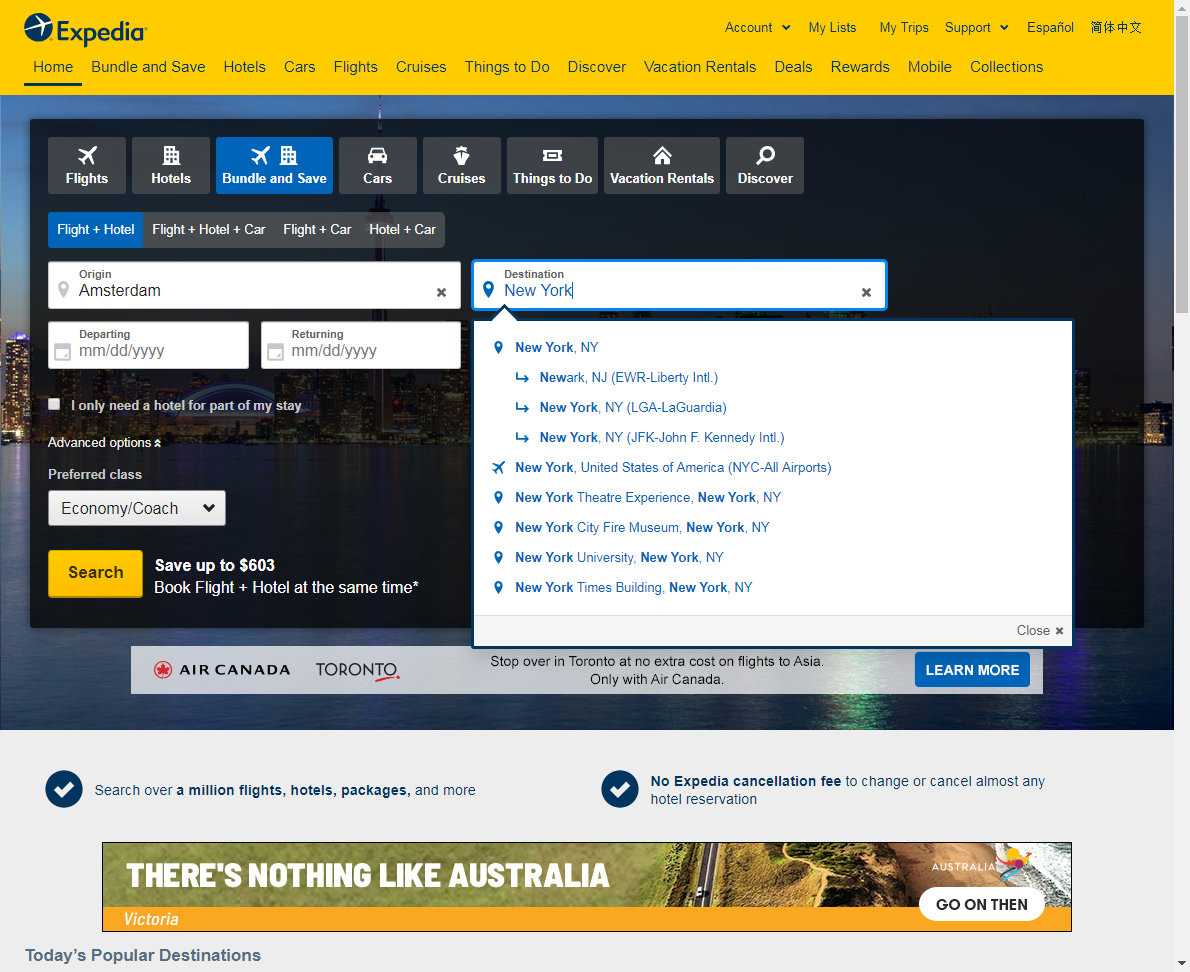 Expedia
Account
My Lists
My Trips
Support
Español
简体中文
Home
Bundle and Save
Hotels
Cars
Flights
Cruises
Things to Do
Discover
Vacation Rentals
Deals
Rewards
Mobile
Collections
Flights
Hotels
Bundle and Save
Cars
Cruises
Things to Do
Vacation Rentals
Discover
Flight + Hotel
Flight + Hotel + Car
Flight + Car
Hotel + Car
Origin
Amsterdam
Destination
New York
Departing
mm/dd/yyyy
Returning
mm/dd/yyyy
I only need a hotel for part of my stay
Advanced options
Preferred class
Economy/Coach
Search
Save up to $603
Book Flight + Hotel at the same time*
New York, NY
Newark, NJ (EWR-Liberty Intl.)
New York, NY (LGA-LaGuardia)
New York, NY (JFK-John F. Kennedy Intl.)
New York, United States of America (NYC-All Airports)
New York Theatre Experience, New York, NY
New York City Fire Museum, New York, NY
New York University, New York, NY
New York Times Building, New York, NY
Close
AIR CANADA
TORONTO
Stop over in Toronto at no extra cost on flights to Asia.
Only with Air Canada.
LEARN MORE
Search over a million flights, hotels, packages, and more
No Expedia cancellation fee to change or cancel almost any
hotel reservation
THERE'S NOTHING LIKE AUSTRALIA
Victoria
AUSTRALIA
GO ON THEN
Today's Popular Destinations